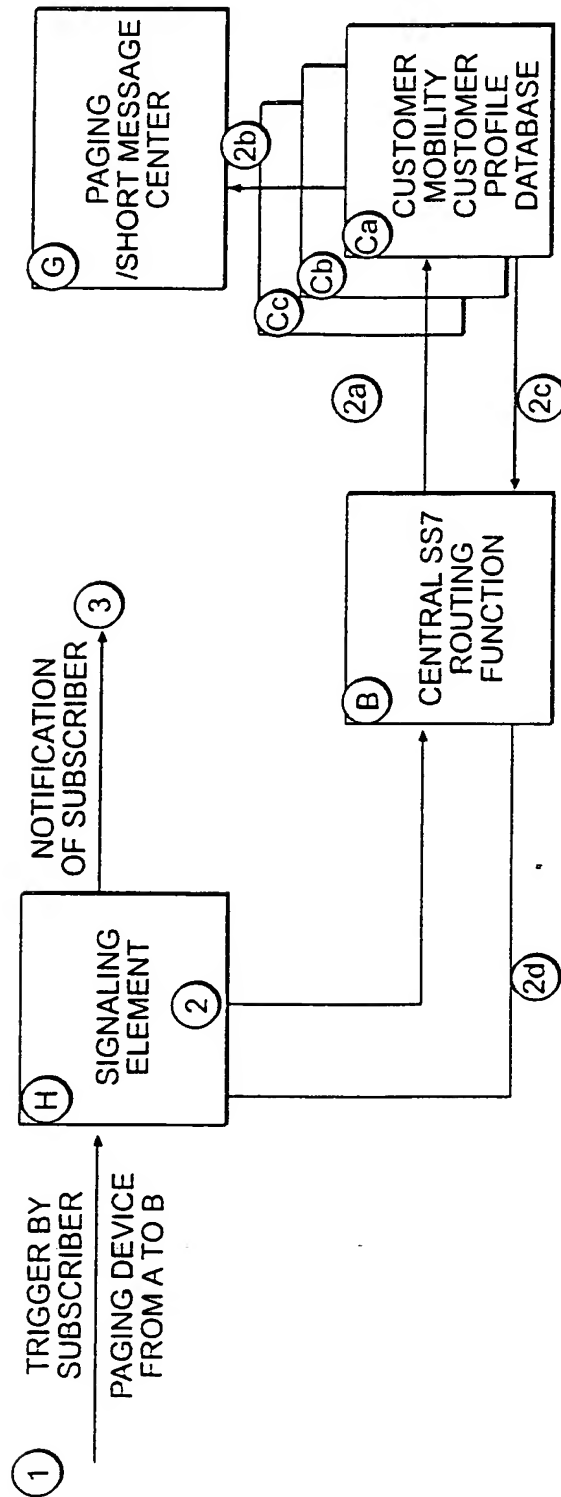 1
TRIGGER BY
SUBSCRIBER
PAGING DEVICE
FROM A TO B
H
SIGNALING
ELEMENT
2
NOTIFICATION
OF SUBSCRIBER
3
2d
B
CENTRAL SS7
ROUTING
FUNCTION
2a
2c
Cc
Cb
Ca
CUSTOMER
MOBILITY
CUSTOMER
PROFILE
DATABASE
2b
G
PAGING
/SHORT MESSAGE
CENTER